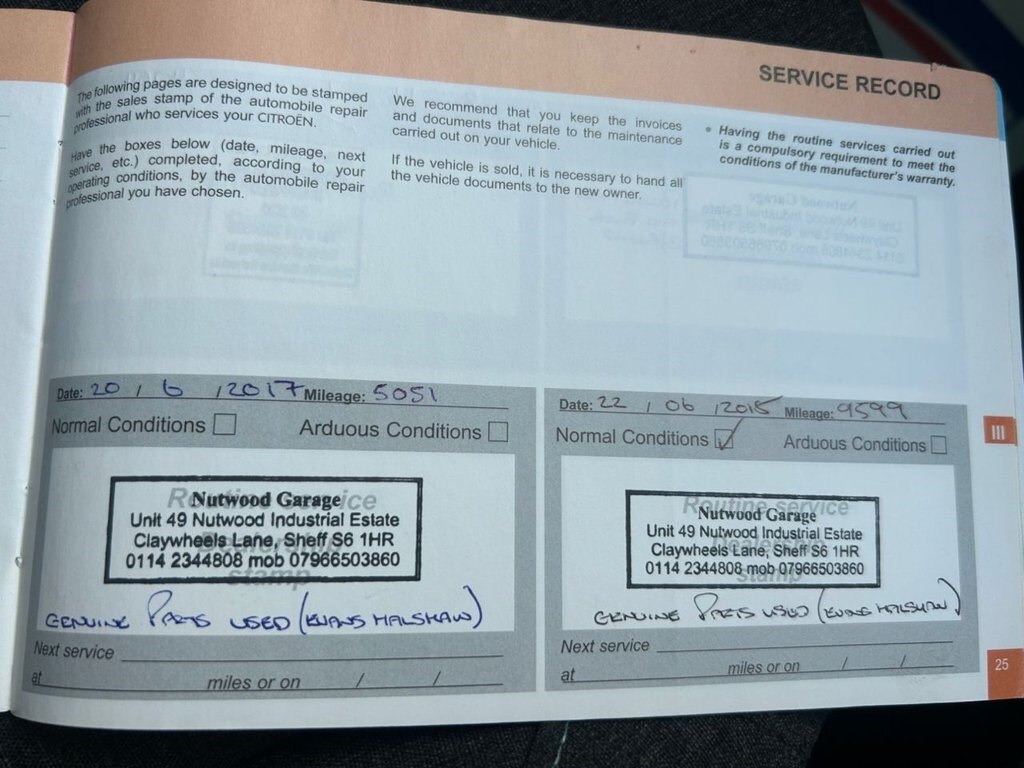 SERVICE RECORD
The following pages are designed to be stamped
with the sales stamp of the automobile repair
professional who services your CITROËN.
Have the boxes below (date, mileage, next
service, etc.) completed, according to your
operating conditions, by the automobile repair
professional you have chosen.
We recommend that you keep the invoices
and documents that relate to the maintenance
carried out on your vehicle.
If the vehicle is sold, it is necessary to hand all
the vehicle documents to the new owner.
• Having the routine services carried out
is a compulsory requirement to meet the
conditions of the manufacturer's warranty.
Date: 20 / 6 / 2017 Mileage: 5051
Normal Conditions
Arduous Conditions
Routine service
Dealership
stamp
Nutwood Garage
Unit 49 Nutwood Industrial Estate
Claywheels Lane, Sheff S6 1HR
0114 2344808 mob 07966503860
GENUINE PARTS USED (EVANS HALSHAW)
Next service
at miles or on / /
Date: 22 / 06 / 2018 Mileage: 9599
Normal Conditions
Arduous Conditions
Routine service
Dealership
stamp
Nutwood Garage
Unit 49 Nutwood Industrial Estate
Claywheels Lane, Sheff S6 1HR
0114 2344808 mob 07966503860
GENUINE PARTS USED (EVANS HALSHAW)
Next service
at miles or on / /
III
25